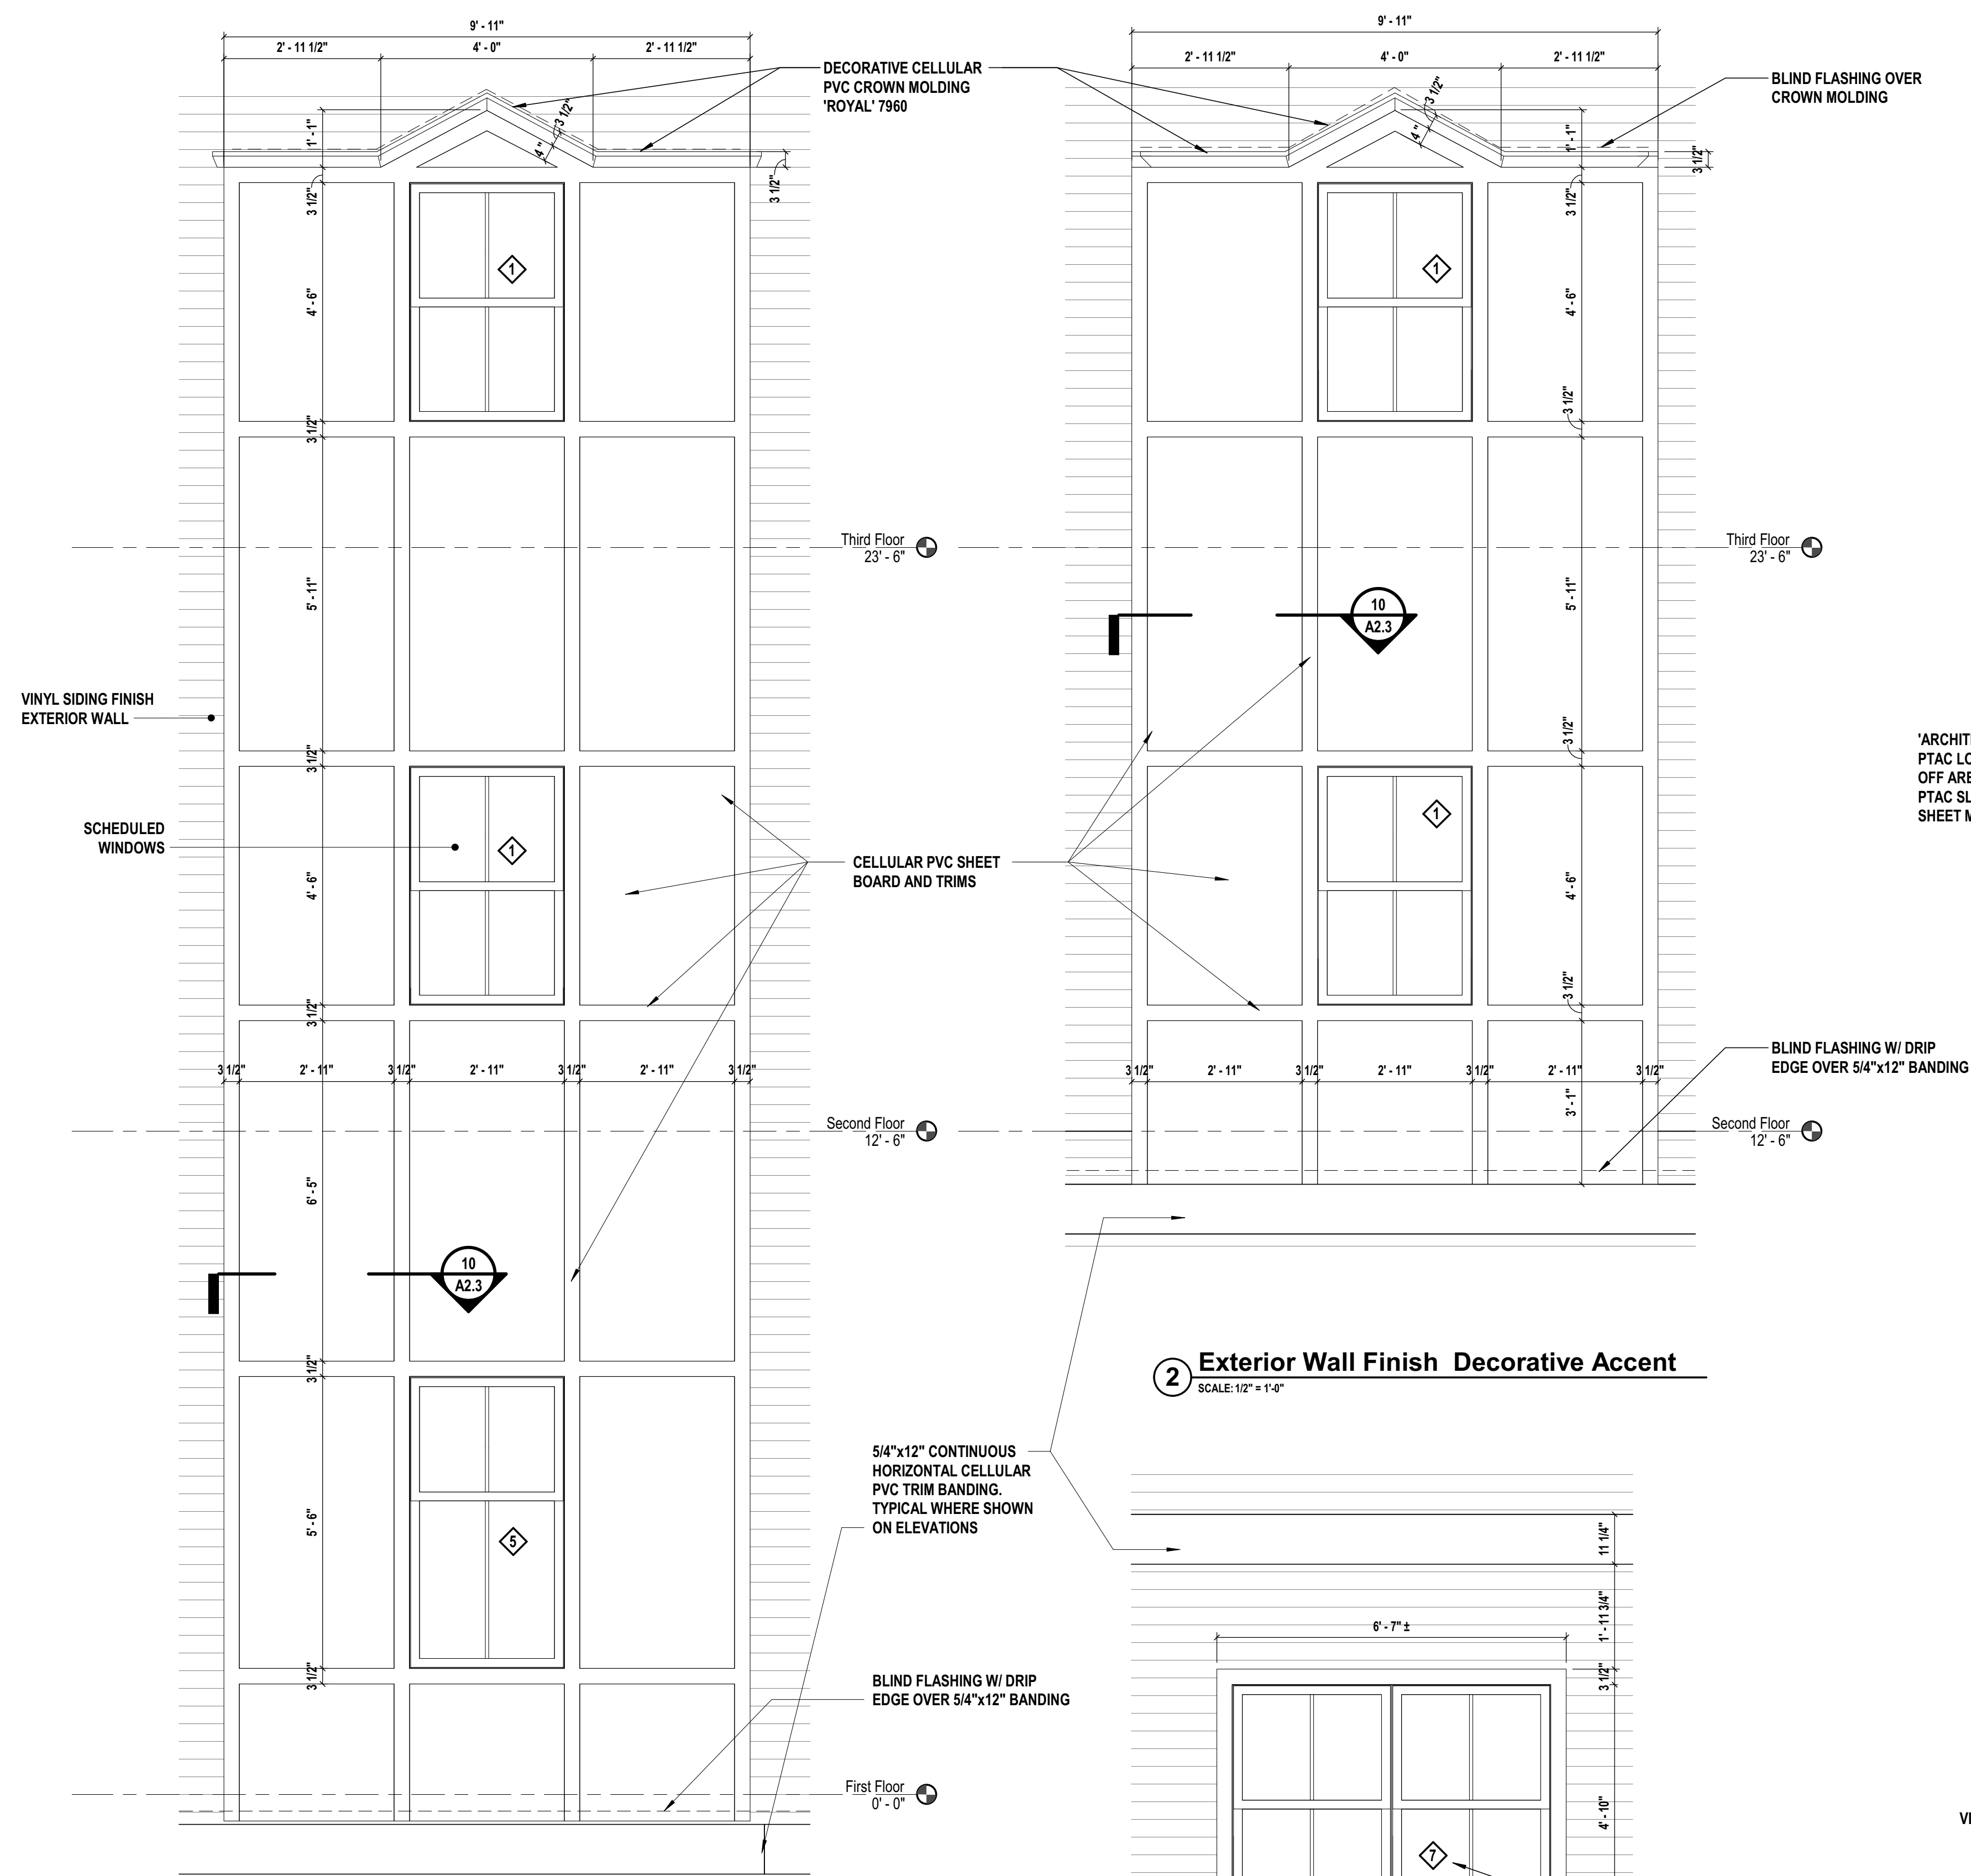 9' - 11"
2' - 11 1/2"
4' - 0"
2' - 11 1/2"
1' - 1"
3 1/2"
4 "
3 1/2"
3 1/2"
4' - 6"
3 1/2"
5' - 11"
3 1/2"
4' - 6"
3 1/2"
3 1/2"
2' - 11"
3 1/2"
2' - 11"
3 1/2"
2' - 11"
3 1/2"
6' - 5"
3 1/2"
5' - 6"
3 1/2"
1
1
10
A2.3
5
VINYL SIDING FINISH
EXTERIOR WALL
SCHEDULED
WINDOWS
DECORATIVE CELLULAR
PVC CROWN MOLDING
'ROYAL' 7960
Third Floor
23' - 6"
CELLULAR PVC SHEET
BOARD AND TRIMS
Second Floor
12' - 6"
5/4"x12" CONTINUOUS
HORIZONTAL CELLULAR
PVC TRIM BANDING.
TYPICAL WHERE SHOWN
ON ELEVATIONS
BLIND FLASHING W/ DRIP
EDGE OVER 5/4"x12" BANDING
First Floor
0' - 0"
9' - 11"
2' - 11 1/2"
4' - 0"
2' - 11 1/2"
BLIND FLASHING OVER
CROWN MOLDING
3 1/2"
4 "
1' - 1"
3 1/2"
3 1/2"
1
4' - 6"
3 1/2"
Third Floor
23' - 6"
10
A2.3
5' - 11"
3 1/2"
1
4' - 6"
3 1/2"
3 1/2"
2' - 11"
3 1/2"
2' - 11"
3 1/2"
2' - 11"
3 1/2"
3' - 1"
BLIND FLASHING W/ DRIP
EDGE OVER 5/4"x12" BANDING
Second Floor
12' - 6"
2
Exterior Wall Finish Decorative Accent
SCALE: 1/2" = 1'-0"
11 1/4"
1' - 11 3/4"
6' - 7" ±
3 1/2"
4' - 10"
7
PTAC
OFF
PTAC
SHEET